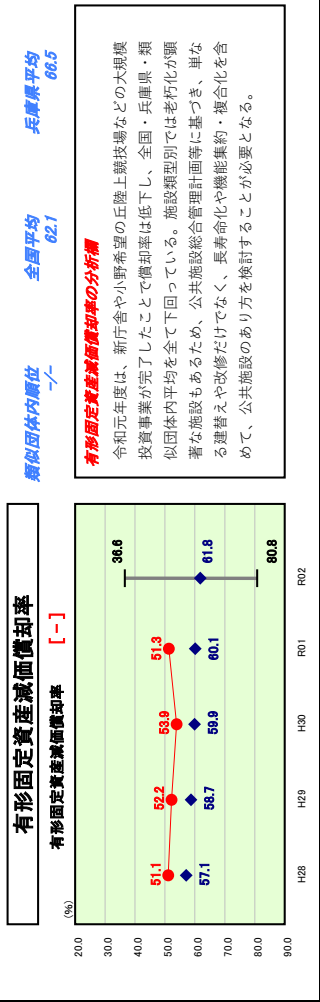 有形固定資産減価償却率
有形固定資産減価償却率
[ － ]
類似団体内順位
-/-
全国平均
62.1
兵庫県平均
66.5
(%)
20.0
30.0
40.0
50.0
60.0
70.0
80.0
90.0
51.1
52.2
53.9
51.3
57.1
58.7
59.9
60.1
61.8
36.6
80.8
H28
H29
H30
R01
R02
有形固定資産減価償却率の分析欄
令和元年度は、新庁舎や小野希望の丘陸上競技場などの大規模
投資事業が完了したことで償却率は低下し、全国・兵庫県・類
似団体内平均を全て下回っている。施設類型別では老朽化が顕
著な施設もあるため、公共施設総合管理計画等に基づき、単な
る建替えや改修だけでなく、長寿命化や機能集約・複合化を含
めて、公共施設のあり方を検討することが必要となる。